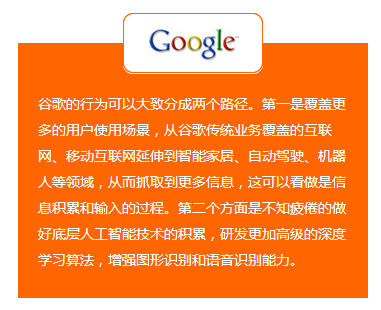 Google
谷歌的行为可以大致分成两个路径。第一是覆盖更
多的用户使用场景，从谷歌传统业务覆盖的互联
网、移动互联网延伸到智能家居、自动驾驶、机器
人等领域，从而抓取到更多信息，这可以看做是信
息积累和输入的过程。第二个方面是不知疲倦的做
好底层人工智能技术的积累，研发更加高级的深度
学习算法，增强图形识别和语音识别能力。